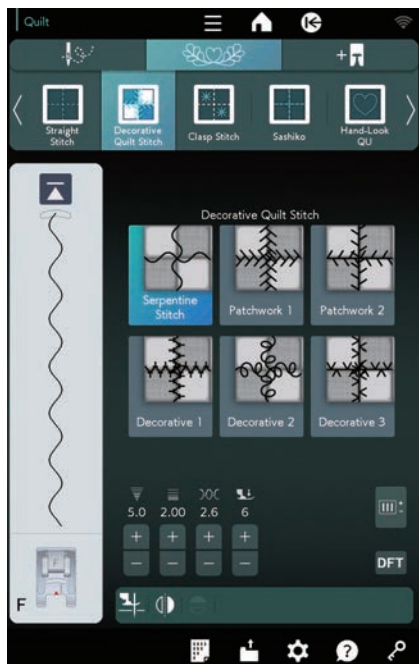 Quilt
Straight
Stitch
Decorative
Quilt Stitch
Clasp Stitch
Sashiko
Hand-Look
QU
Decorative Quilt Stitch
Serpentine
Stitch
Patchwork 1
Patchwork 2
Decorative 1
Decorative 2
Decorative 3
5.0 2.00 2.6 6
+ + +
− − −
DFT
F